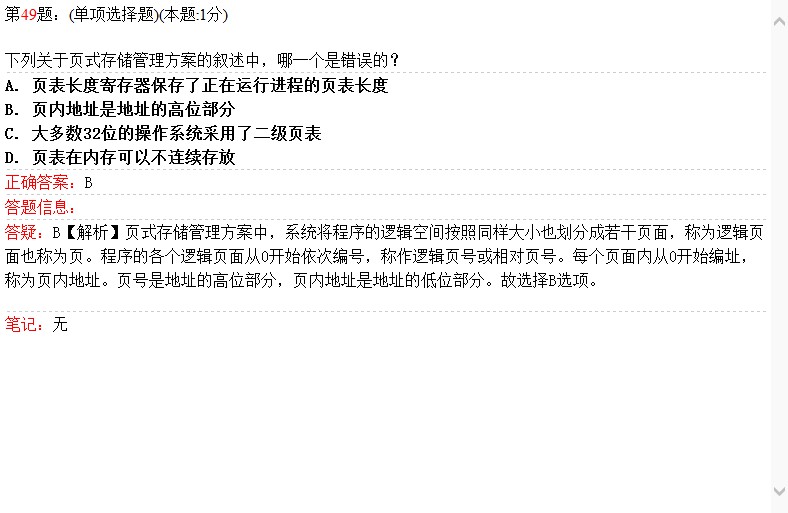 第49题：(单项选择题)(本题:1分)
下列关于页式存储管理方案的叙述中，哪一个是错误的？
A. 页表长度寄存器保存了正在运行进程的页表长度
B. 页内地址是地址的高位部分
C. 大多数32位的操作系统采用了二级页表
D. 页表在内存可以不连续存放
正确答案：B
答题信息：
答疑：B【解析】页式存储管理方案中，系统将程序的逻辑空间按照同样大小也划分成若干页面，称为逻辑页
面也称为页。程序的各个逻辑页面从0开始依次编号，称作逻辑页号或相对页号。每个页面内从0开始编址，
称为页内地址。页号是地址的高位部分，页内地址是地址的低位部分。故选择B选项。
笔记：无